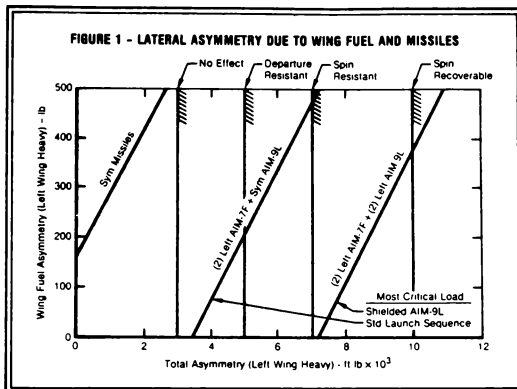 FIGURE 1 - LATERAL ASYMMETRY DUE TO WING FUEL AND MISSILES
No Effect
Departure Resistant
Spin Resistant
Spin Recoverable
Wing Fuel Asymmetry (Left Wing Heavy) - lb
500
400
300
200
100
0
Sym Missiles
(2) Left AIM-7F + Sym AIM-9L
(2) Left AIM-7F + (2) Left AIM 9L
Most Critical Load
Shielded AIM-9L
Std Launch Sequence
0 2 4 6 8 10 12
Total Asymmetry (Left Wing Heavy) - ft lb x 10³